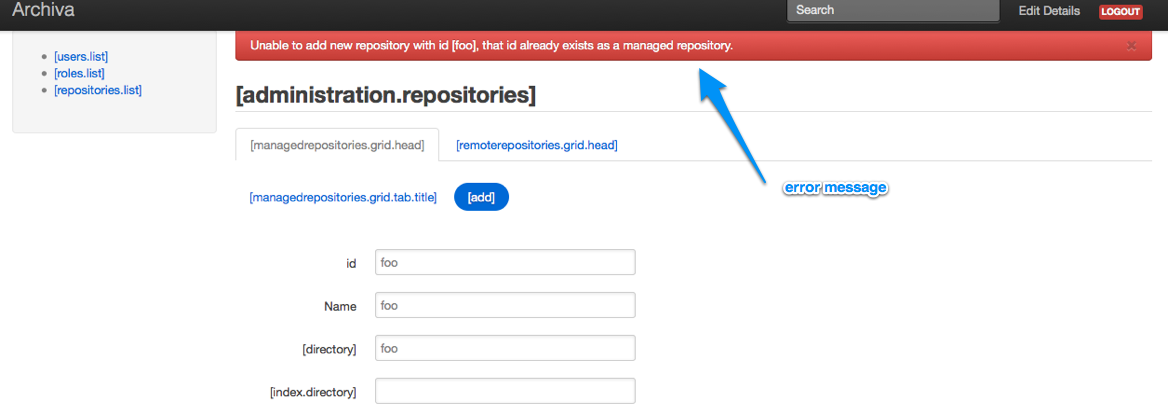 Archiva
Search
Edit Details
LOGOUT
[users.list]
[roles.list]
[repositories.list]
Unable to add new repository with id [foo], that id already exists as a managed repository.
×
[administration.repositories]
[managedrepositories.grid.head]
[remoterepositories.grid.head]
error message
[managedrepositories.grid.tab.title]
[add]
id
foo
Name
foo
[directory]
foo
[index.directory]